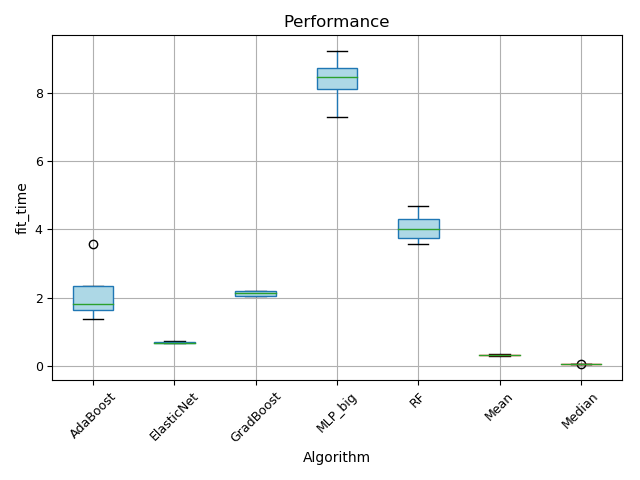 Performance
fit_time
8
6
4
2
0
AdaBoost
ElasticNet
GradBoost
MLP_big
RF
Mean
Median
Algorithm